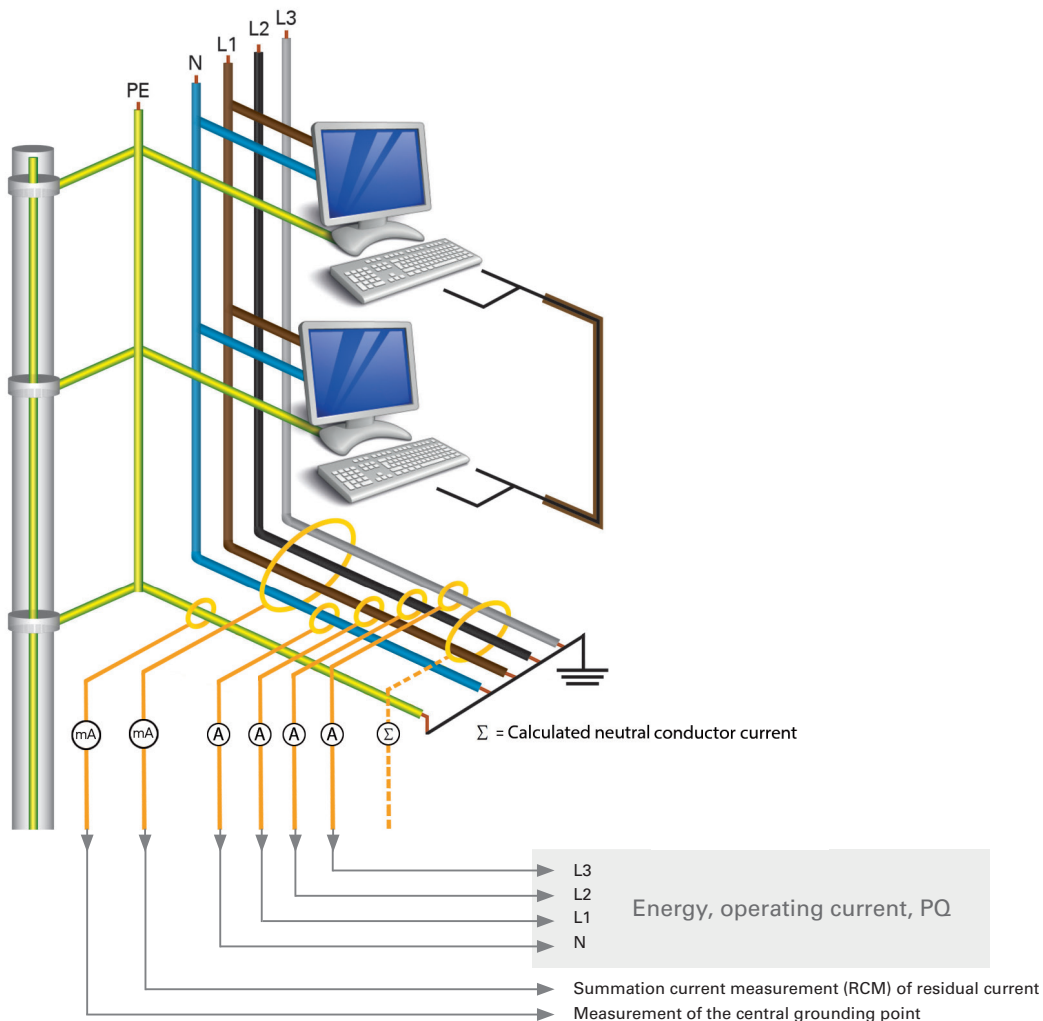 L3
L2
L1
N
PE
mA
mA
A
A
A
A
Σ
Σ = Calculated neutral conductor current
L3
L2
L1
N
Energy, operating current, PQ
Summation current measurement (RCM) of residual current
Measurement of the central grounding point